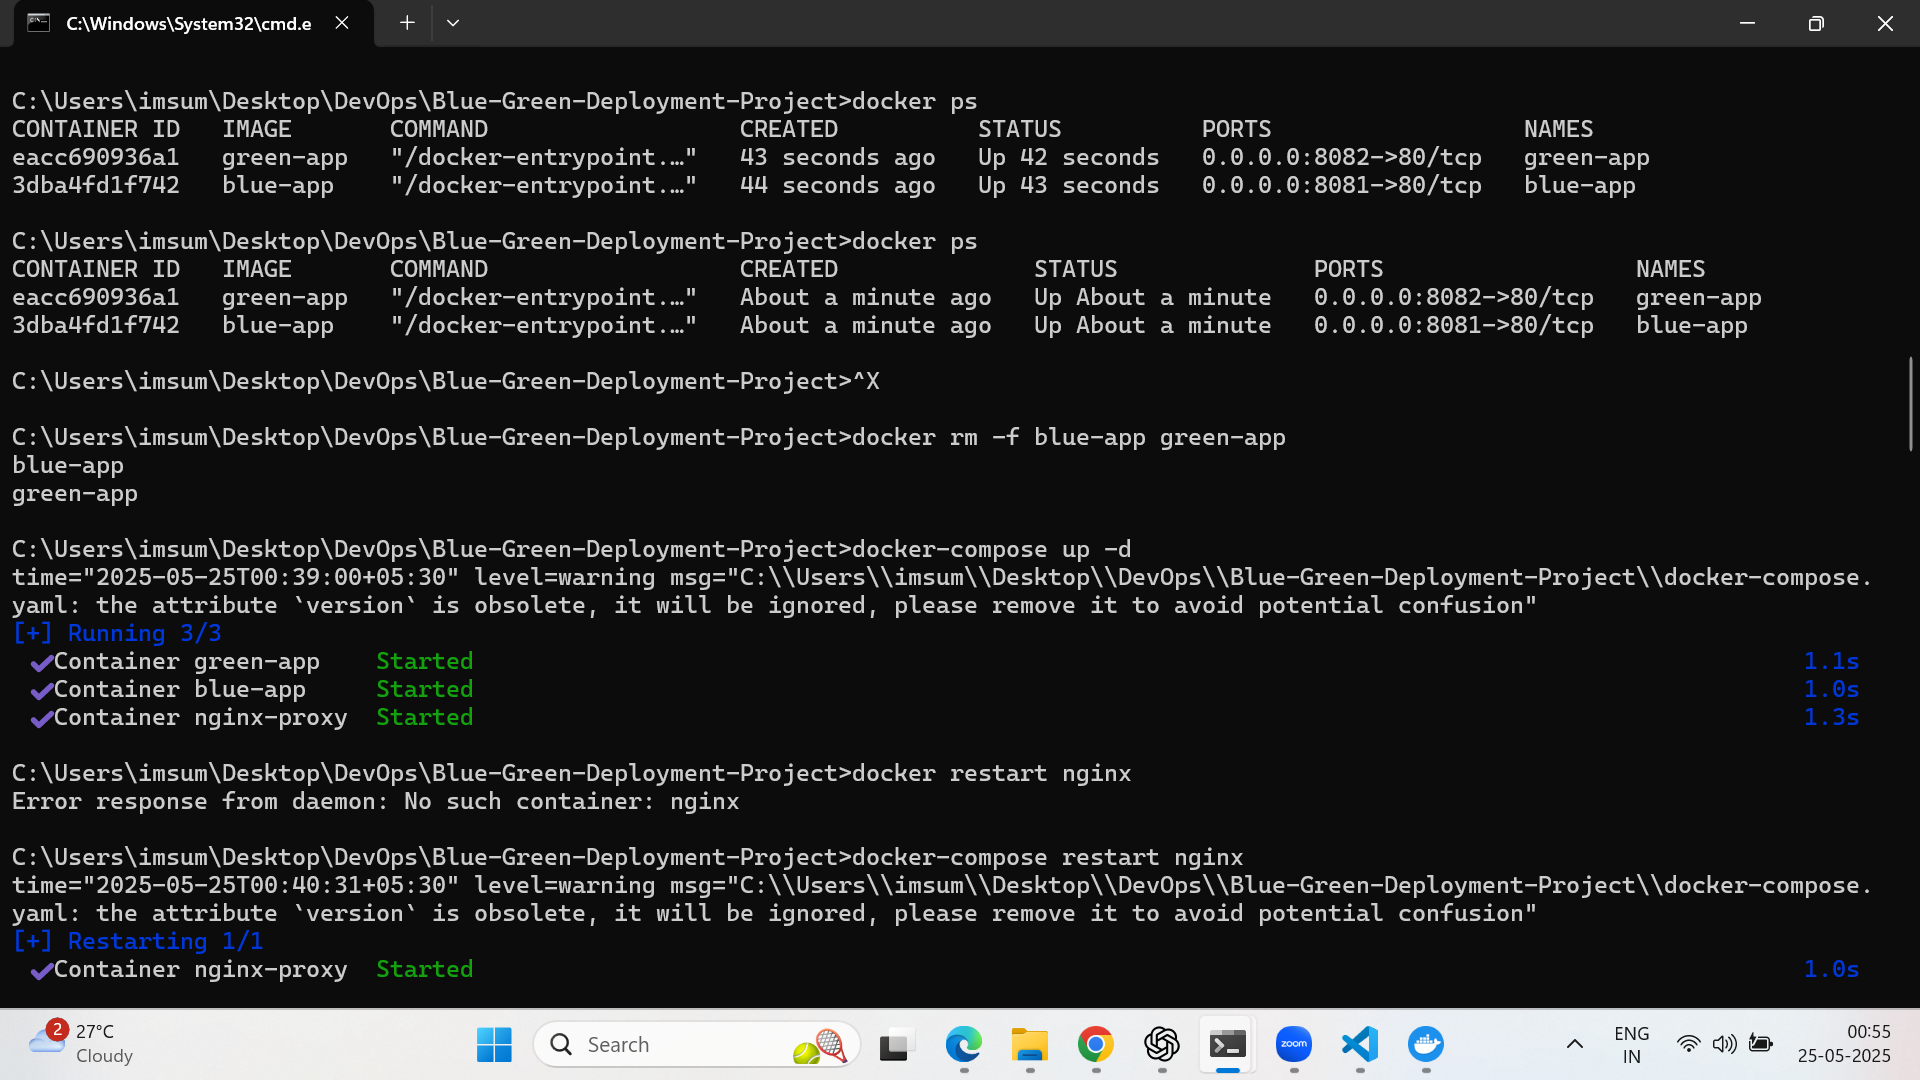 C:\Windows\System32\cmd.e
C:\Users\imsum\Desktop\DevOps\Blue-Green-Deployment-Project>docker ps
CONTAINER ID   IMAGE       COMMAND                  CREATED          STATUS          PORTS                  NAMES
eacc690936a1   green-app   "/docker-entrypoint.…"   43 seconds ago   Up 42 seconds   0.0.0.0:8082->80/tcp   green-app
3dba4fd1f742   blue-app    "/docker-entrypoint.…"   44 seconds ago   Up 43 seconds   0.0.0.0:8081->80/tcp   blue-app
C:\Users\imsum\Desktop\DevOps\Blue-Green-Deployment-Project>docker ps
CONTAINER ID   IMAGE       COMMAND                  CREATED              STATUS              PORTS                  NAMES
eacc690936a1   green-app   "/docker-entrypoint.…"   About a minute ago   Up About a minute   0.0.0.0:8082->80/tcp   green-app
3dba4fd1f742   blue-app    "/docker-entrypoint.…"   About a minute ago   Up About a minute   0.0.0.0:8081->80/tcp   blue-app
C:\Users\imsum\Desktop\DevOps\Blue-Green-Deployment-Project>^X
C:\Users\imsum\Desktop\DevOps\Blue-Green-Deployment-Project>docker rm -f blue-app green-app
blue-app
green-app
C:\Users\imsum\Desktop\DevOps\Blue-Green-Deployment-Project>docker-compose up -d
time="2025-05-25T00:39:00+05:30" level=warning msg="C:\\Users\\imsum\\Desktop\\DevOps\\Blue-Green-Deployment-Project\\docker-compose.
yaml: the attribute `version` is obsolete, it will be ignored, please remove it to avoid potential confusion"
[+] Running 3/3
✔Container green-app    Started    1.1s
✔Container blue-app     Started    1.0s
✔Container nginx-proxy  Started    1.3s
C:\Users\imsum\Desktop\DevOps\Blue-Green-Deployment-Project>docker restart nginx
Error response from daemon: No such container: nginx
C:\Users\imsum\Desktop\DevOps\Blue-Green-Deployment-Project>docker-compose restart nginx
time="2025-05-25T00:40:31+05:30" level=warning msg="C:\\Users\\imsum\\Desktop\\DevOps\\Blue-Green-Deployment-Project\\docker-compose.
yaml: the attribute `version` is obsolete, it will be ignored, please remove it to avoid potential confusion"
[+] Restarting 1/1
✔Container nginx-proxy  Started    1.0s
2
27°C
Cloudy
Search
zoom
ENG
IN
00:55
25-05-2025